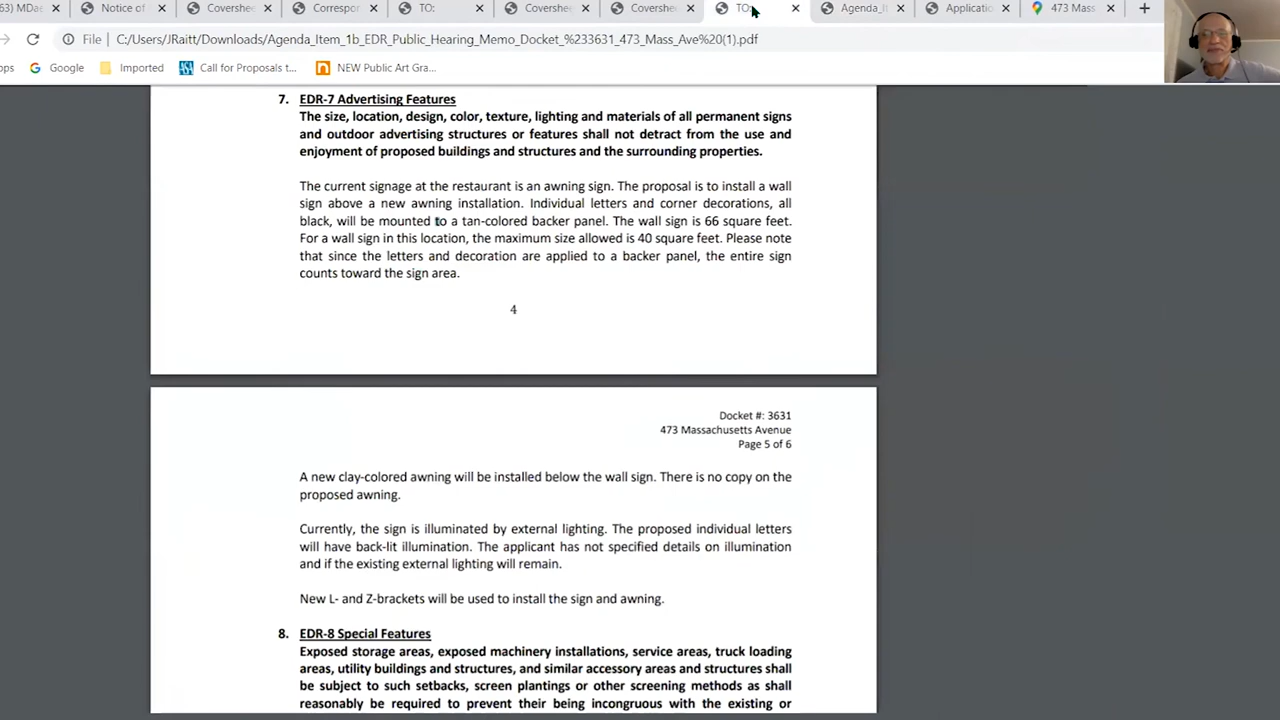 63) MDae
Notice of
Covershee
Correspor
TO:
Covershee
Covershee
TO:
Agenda_It
Applicatio
473 Mass
File C:/Users/JRaitt/Downloads/Agenda_Item_1b_EDR_Public_Hearing_Memo_Docket_%233631_473_Mass_Ave%20(1).pdf
ops Google Imported Call for Proposals t... NEW Public Art Gra...
7. EDR-7 Advertising Features
The size, location, design, color, texture, lighting and materials of all permanent signs
and outdoor advertising structures or features shall not detract from the use and
enjoyment of proposed buildings and structures and the surrounding properties.
The current signage at the restaurant is an awning sign. The proposal is to install a wall
sign above a new awning installation. Individual letters and corner decorations, all
black, will be mounted to a tan-colored backer panel. The wall sign is 66 square feet.
For a wall sign in this location, the maximum size allowed is 40 square feet. Please note
that since the letters and decoration are applied to a backer panel, the entire sign
counts toward the sign area.
4
Docket #: 3631
473 Massachusetts Avenue
Page 5 of 6
A new clay-colored awning will be installed below the wall sign. There is no copy on the
proposed awning.
Currently, the sign is illuminated by external lighting. The proposed individual letters
will have back-lit illumination. The applicant has not specified details on illumination
and if the existing external lighting will remain.
New L- and Z-brackets will be used to install the sign and awning.
8. EDR-8 Special Features
Exposed storage areas, exposed machinery installations, service areas, truck loading
areas, utility buildings and structures, and similar accessory areas and structures shall
be subject to such setbacks, screen plantings or other screening methods as shall
reasonably be required to prevent their being incongruous with the existing or